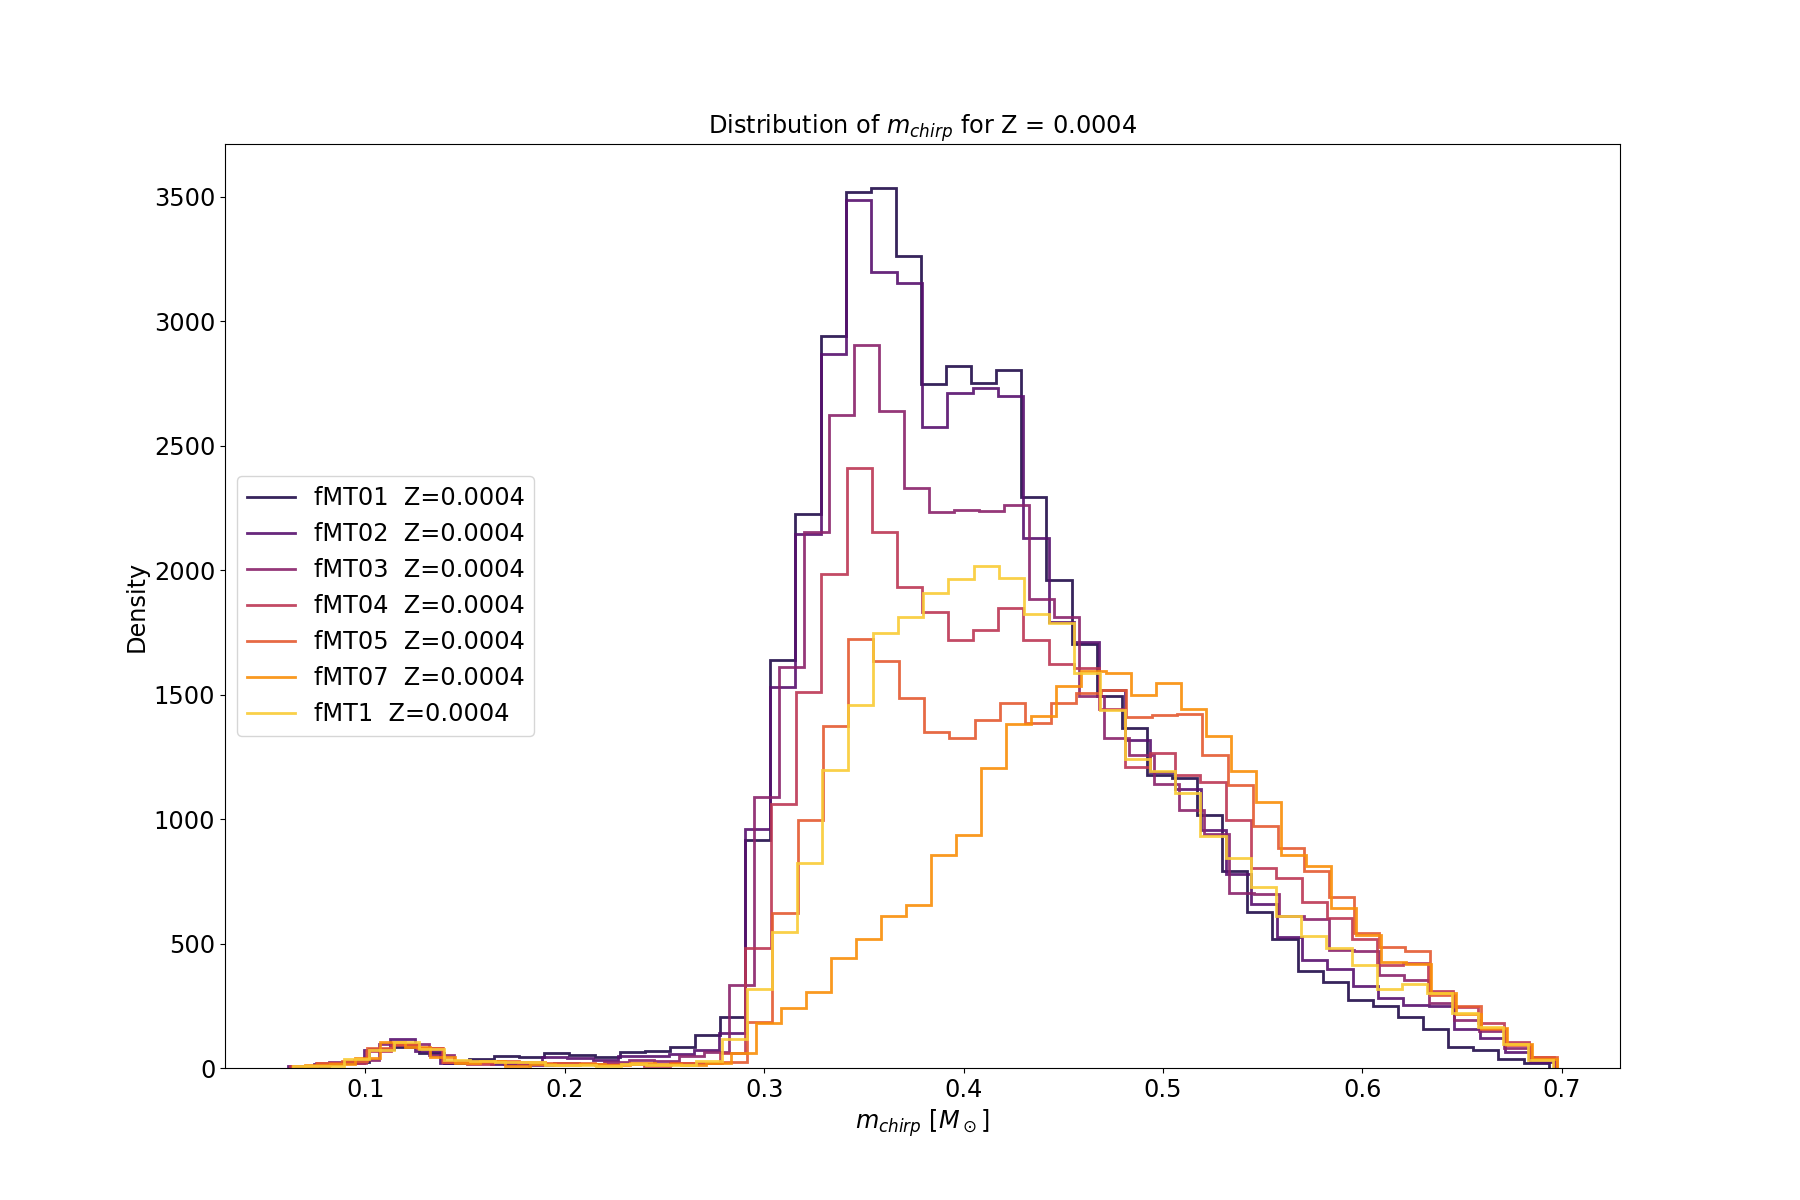 Distribution of m_chirp for Z = 0.0004
3500
3000
2500
2000
1500
1000
500
0
Density
fMT01  Z=0.0004
fMT02  Z=0.0004
fMT03  Z=0.0004
fMT04  Z=0.0004
fMT05  Z=0.0004
fMT07  Z=0.0004
fMT1  Z=0.0004
0.1 0.2 0.3 0.4 0.5 0.6 0.7
m_chirp [M_⊙]